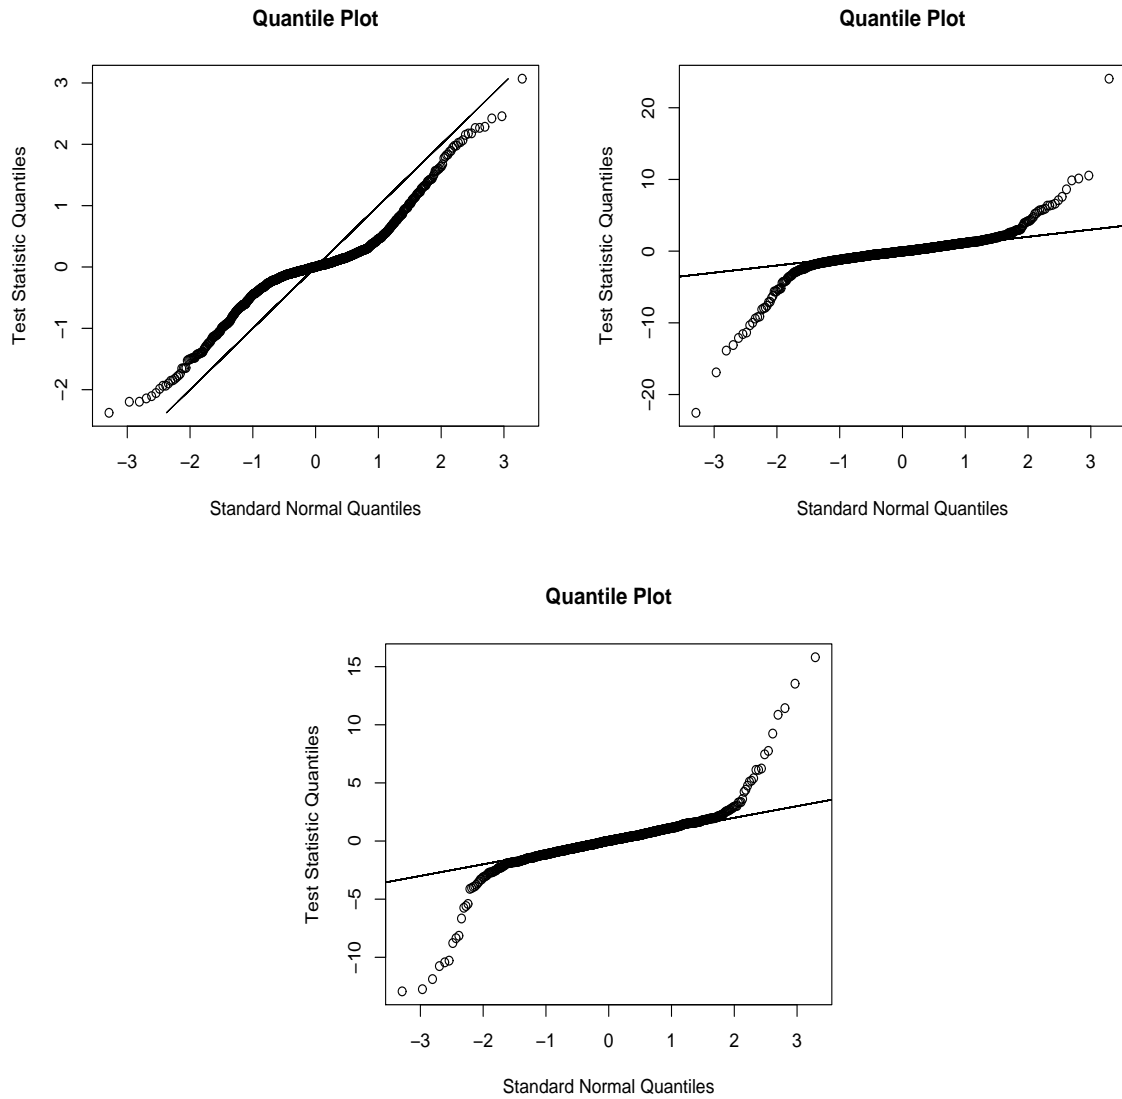 Quantile Plot
Test Statistic Quantiles
3
2
1
0
−1
−2
−3 −2 −1 0 1 2 3
Standard Normal Quantiles
Quantile Plot
Test Statistic Quantiles
20
10
0
−10
−20
−3 −2 −1 0 1 2 3
Standard Normal Quantiles
Quantile Plot
Test Statistic Quantiles
15
10
5
0
−5
−10
−3 −2 −1 0 1 2 3
Standard Normal Quantiles